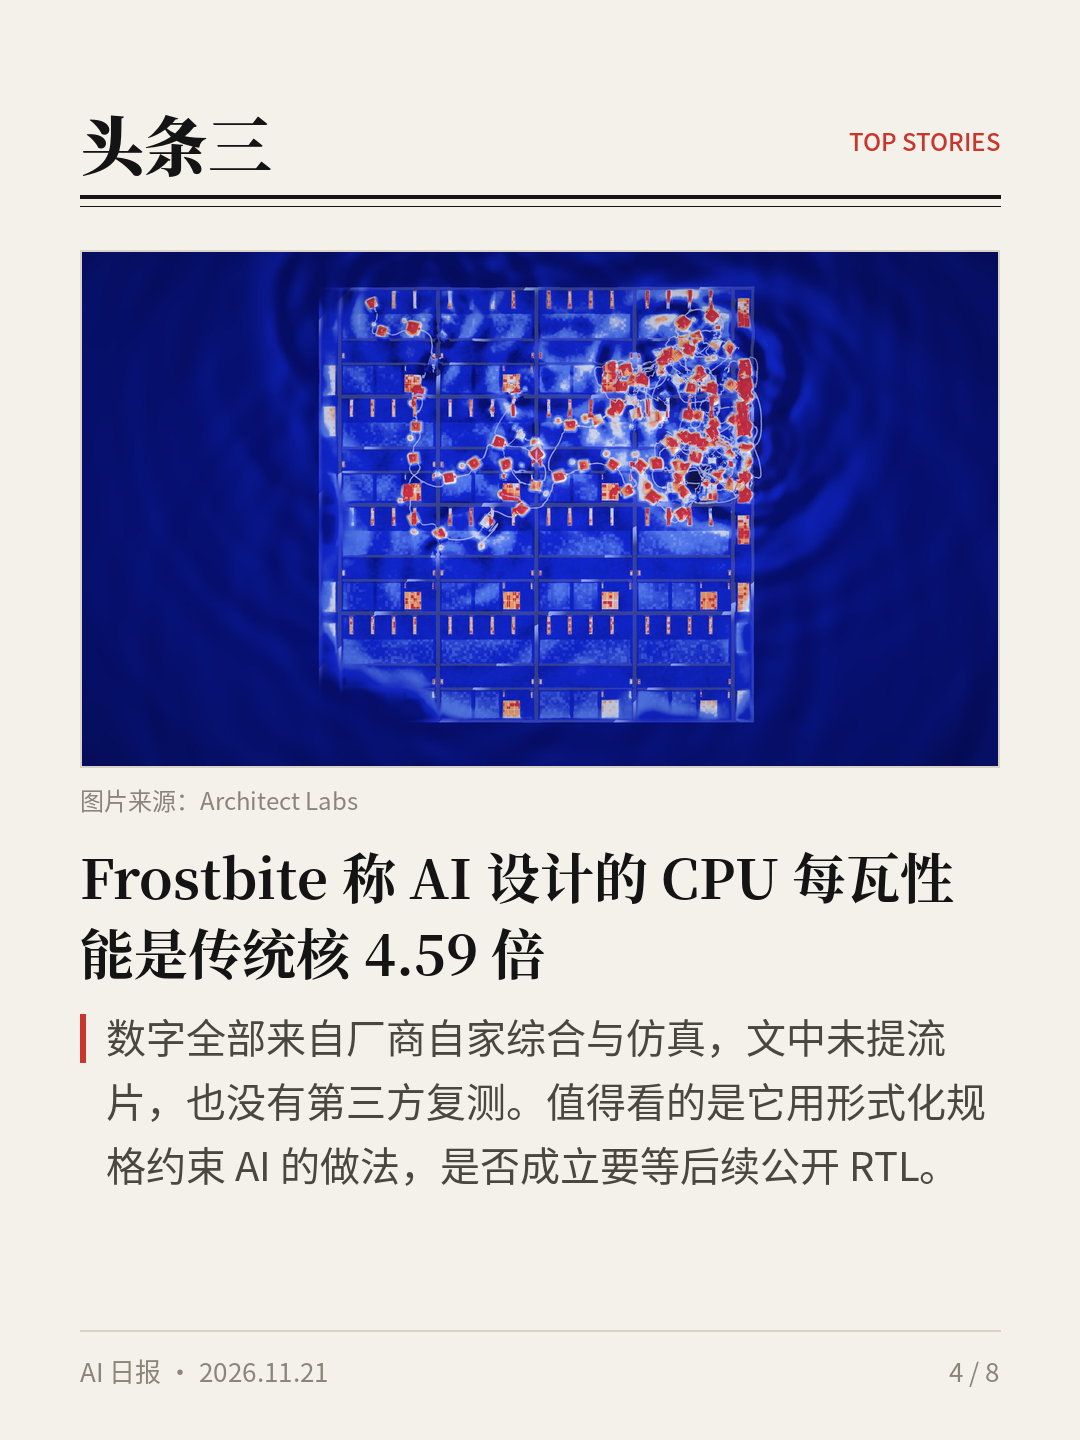 头条三
TOP STORIES
图片来源：Architect Labs
Frostbite 称 AI 设计的 CPU 每瓦性
能是传统核 4.59 倍
数字全部来自厂商自家综合与仿真，文中未提流
片，也没有第三方复测。值得看的是它用形式化规
格约束 AI 的做法，是否成立要等后续公开 RTL。
AI 日报 · 2026.11.21
4 / 8